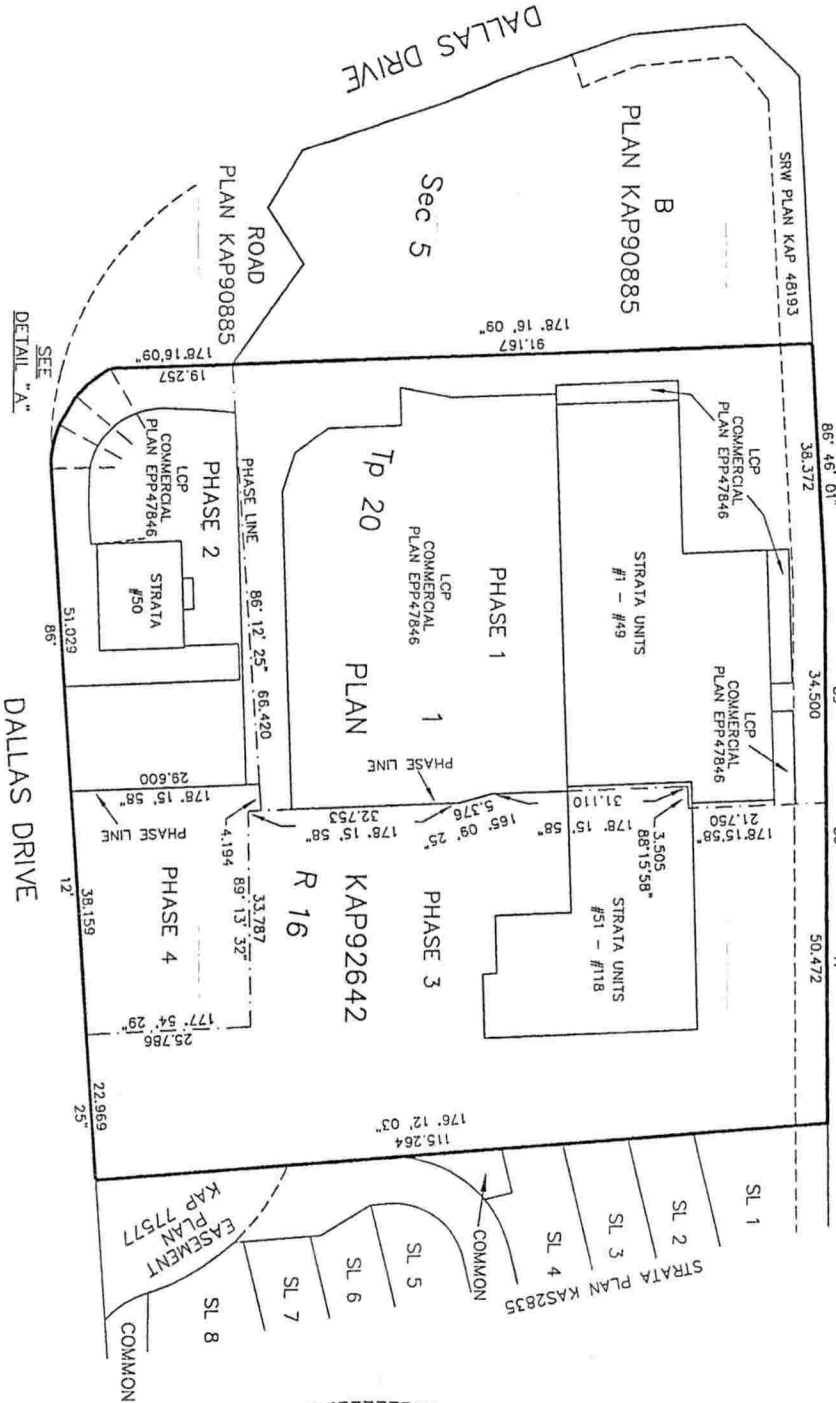 DALLAS DRIVE
SRW PLAN KAP 48193
B
PLAN KAP90885
Sec 5
ROAD
PLAN KAP90885
178° 16' 09"
91.167
86° 46' 01"
38.372
34.500
50.472
LCP
COMMERCIAL
PLAN EPP47846
LCP
COMMERCIAL
PLAN EPP47846
STRATA UNITS
#1 - #49
21.750
178°15'58"
3.505
88°15'58"
31.110
178° 15' 58"
165° 09' 25"
5.376
178° 15' 58"
32.753
STRATA UNITS
#51 - #118
PHASE 1
LCP
COMMERCIAL
PLAN EPP47846
Tp 20
1
PLAN
PHASE LINE
PHASE 3
KAP92642
R 16
178°16'09"
19.257
PHASE LINE
86° 12' 25"
66.420
PHASE 2
LCP
COMMERCIAL
PLAN EPP47846
STRATA
#50
SEE
DETAIL "A"
51.029
86°
29.600
178° 15' 58"
PHASE LINE
4.194
33.787
89° 13' 32"
PHASE 4
38.159
12'
177° 54' 29"
25.786
22.969
25"
DALLAS DRIVE
176° 12' 03"
115.264
SL 1
SL 2
SL 3
SL 4
STRATA PLAN KAS2835
COMMON
SL 5
SL 6
SL 7
SL 8
EASEMENT
PLAN
KAP 77577
COMMON